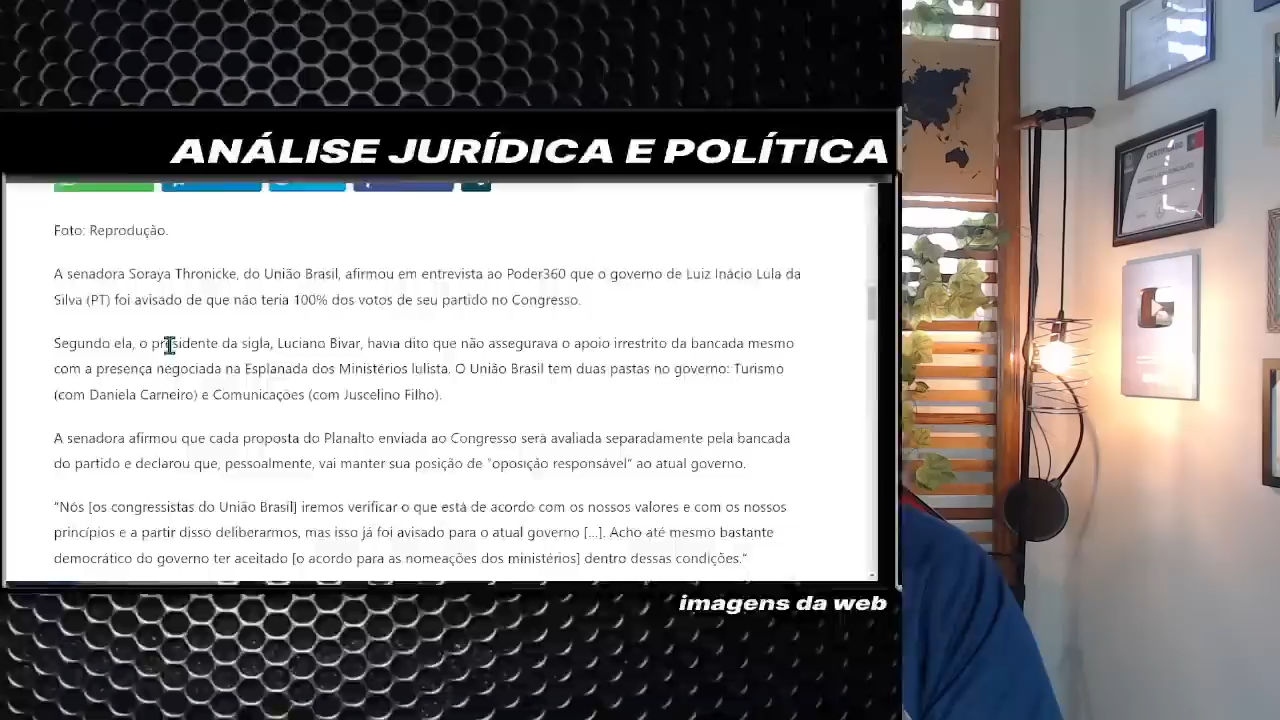 ANÁLISE JURÍDICA E POLÍTICA
Foto: Reprodução.
A senadora Soraya Thronicke, do União Brasil, afirmou em entrevista ao Poder360 que o governo de Luiz Inácio Lula da
Silva (PT) foi avisado de que não teria 100% dos votos de seu partido no Congresso.
Segundo ela, o presidente da sigla, Luciano Bivar, havia dito que não assegurava o apoio irrestrito da bancada mesmo
com a presença negociada na Esplanada dos Ministérios lulista. O União Brasil tem duas pastas no governo: Turismo
(com Daniela Carneiro) e Comunicações (com Juscelino Filho).
A senadora afirmou que cada proposta do Planalto enviada ao Congresso será avaliada separadamente pela bancada
do partido e declarou que, pessoalmente, vai manter sua posição de "oposição responsável" ao atual governo.
"Nós [os congressistas do União Brasil] iremos verificar o que está de acordo com os nossos valores e com os nossos
princípios e a partir disso deliberarmos, mas isso já foi avisado para o atual governo [...]. Acho até mesmo bastante
democrático do governo ter aceitado [o acordo para as nomeações dos ministérios] dentro dessas condições."
imagens da web
CERTIFICADO